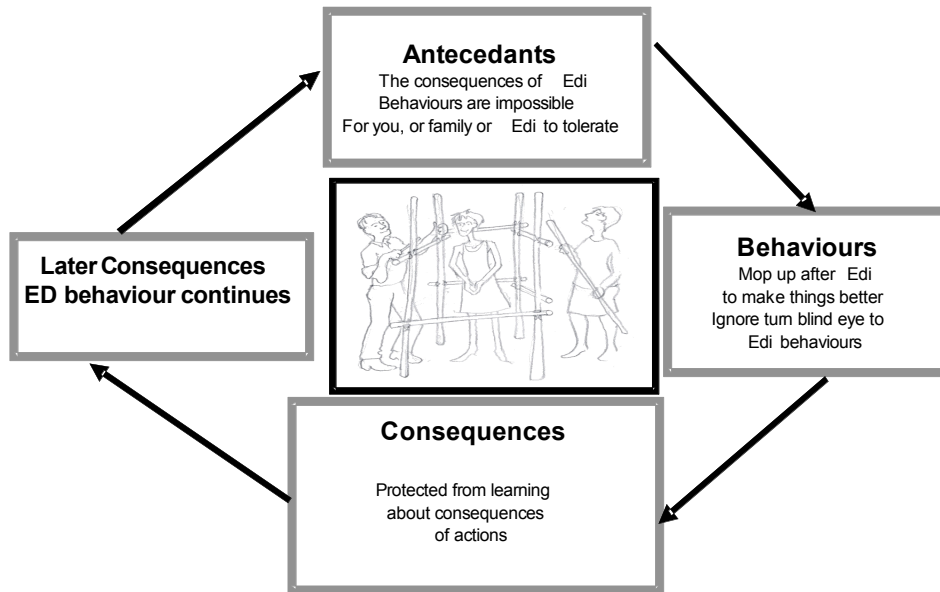 Antecedants
The consequences of Edi
Behaviours are impossible
For you, or family or Edi to tolerate
Behaviours
Mop up after Edi
to make things better
Ignore turn blind eye to
Edi behaviours
Consequences
Protected from learning
about consequences
of actions
Later Consequences
ED behaviour continues